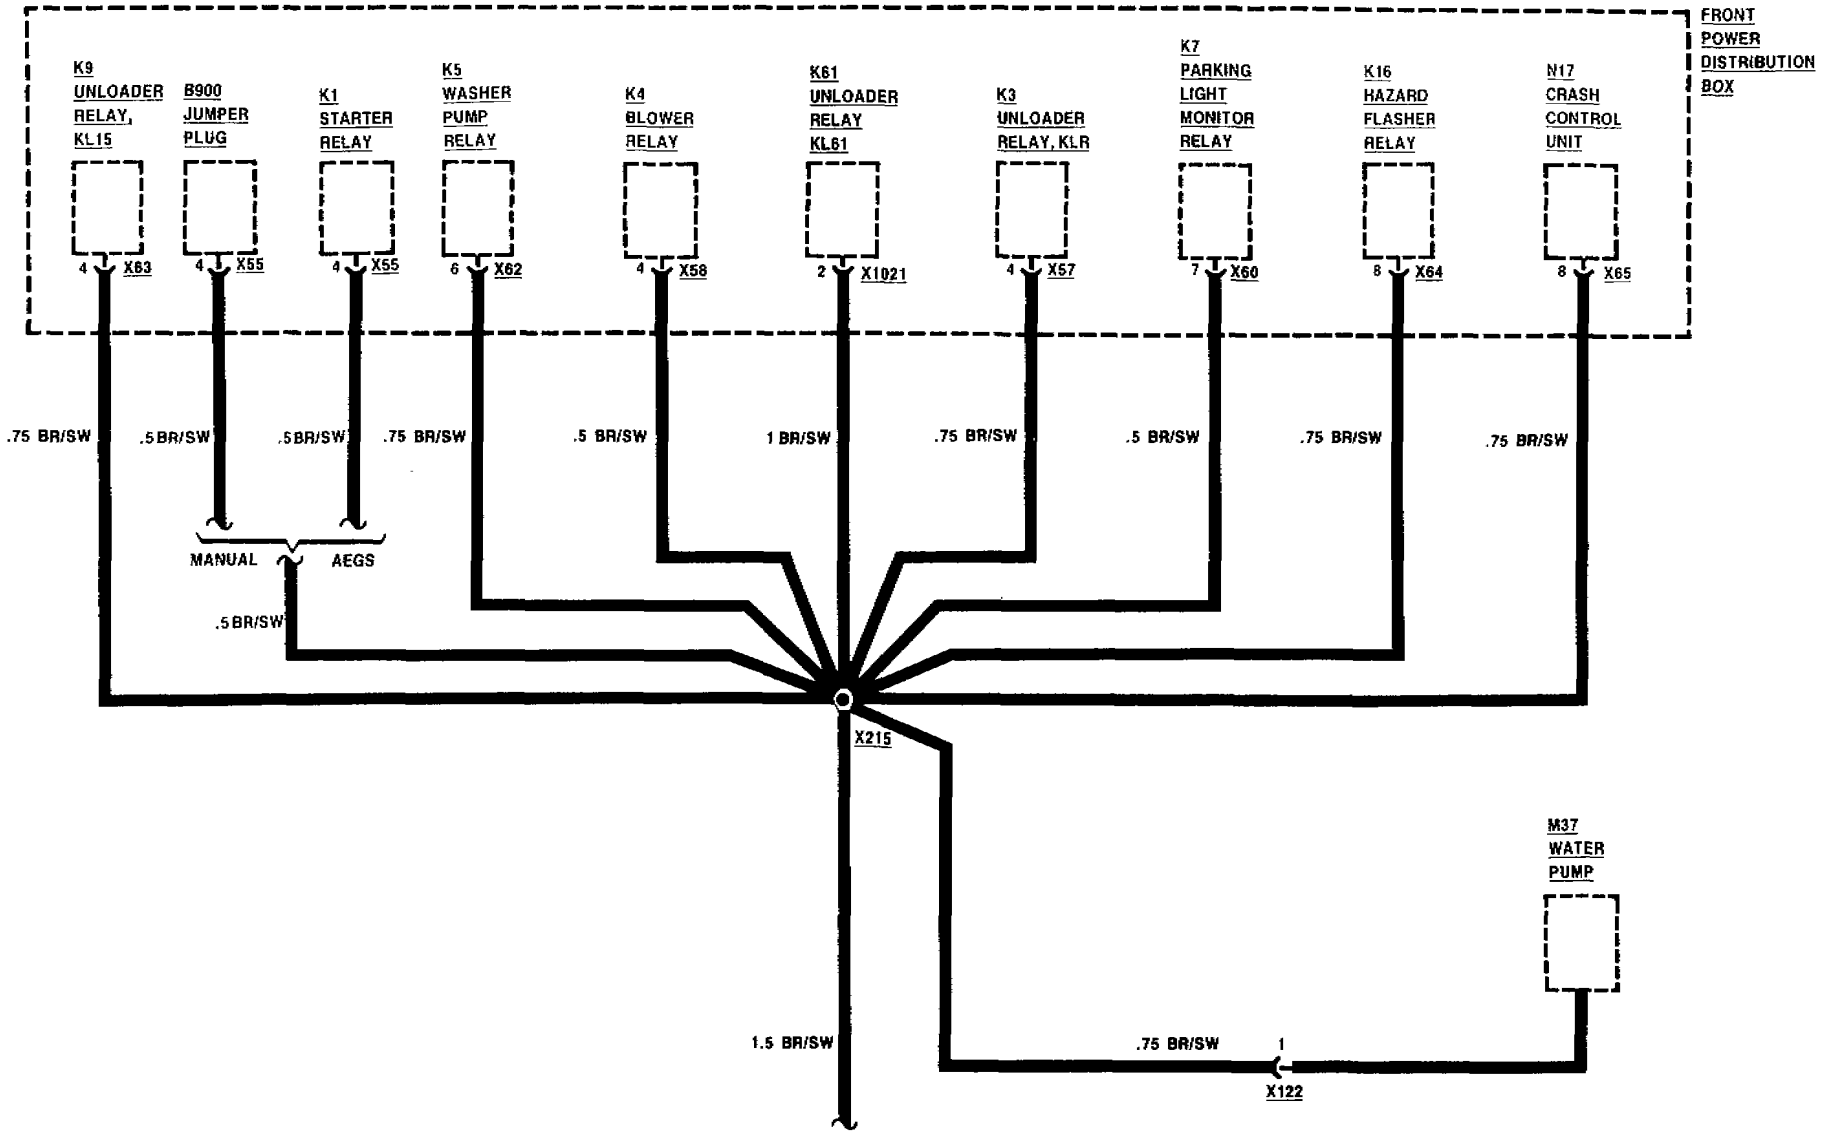 FRONT
POWER
DISTRIBUTION
BOX
K9
UNLOADER
RELAY,
KL15
B900
JUMPER
PLUG
K1
STARTER
RELAY
K5
WASHER
PUMP
RELAY
K4
BLOWER
RELAY
K61
UNLOADER
RELAY
KL61
K3
UNLOADER
RELAY, KLR
K7
PARKING
LIGHT
MONITOR
RELAY
K16
HAZARD
FLASHER
RELAY
N17
CRASH
CONTROL
UNIT
4 X63
4 X55
4 X55
6 X62
4 X58
2 X1021
4 X57
7 X60
8 X64
8 X65
.75 BR/SW
.5 BR/SW
.5 BR/SW
.75 BR/SW
.5 BR/SW
1 BR/SW
.75 BR/SW
.5 BR/SW
.75 BR/SW
.75 BR/SW
MANUAL
AEGS
.5 BR/SW
X215
M37
WATER
PUMP
1.5 BR/SW
.75 BR/SW
1
X122